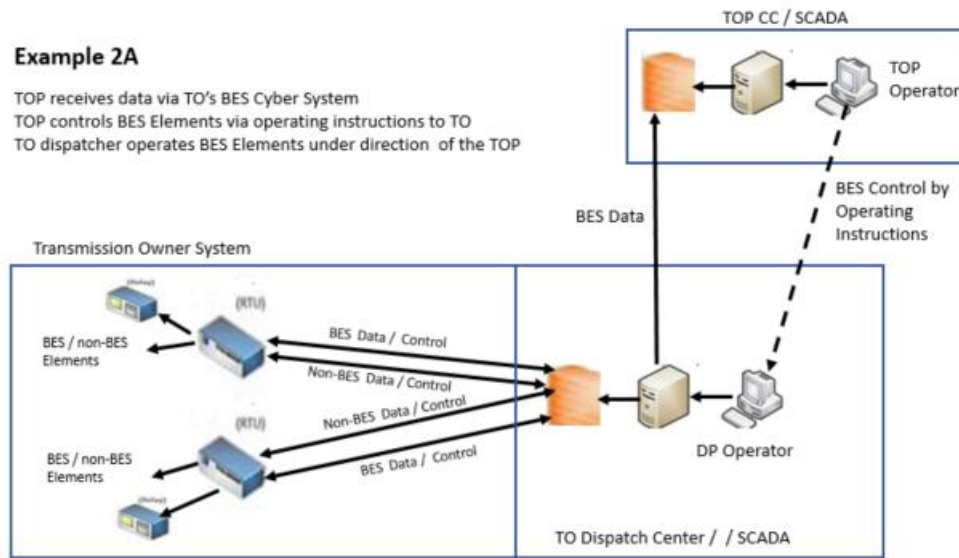 TOP CC / SCADA
Example 2A
TOP receives data via TO's BES Cyber System
TOP controls BES Elements via operating instructions to TO
TO dispatcher operates BES Elements under direction of the TOP
TOP
Operator
BES Control by
Operating
Instructions
BES Data
Transmission Owner System
(Relay)
(RTU)
BES / non-BES
Elements
BES Data / Control
Non-BES Data / Control
Non-BES Data / Control
BES Data / Control
(RTU)
BES / non-BES
Elements
(Relay)
DP Operator
TO Dispatch Center / / SCADA